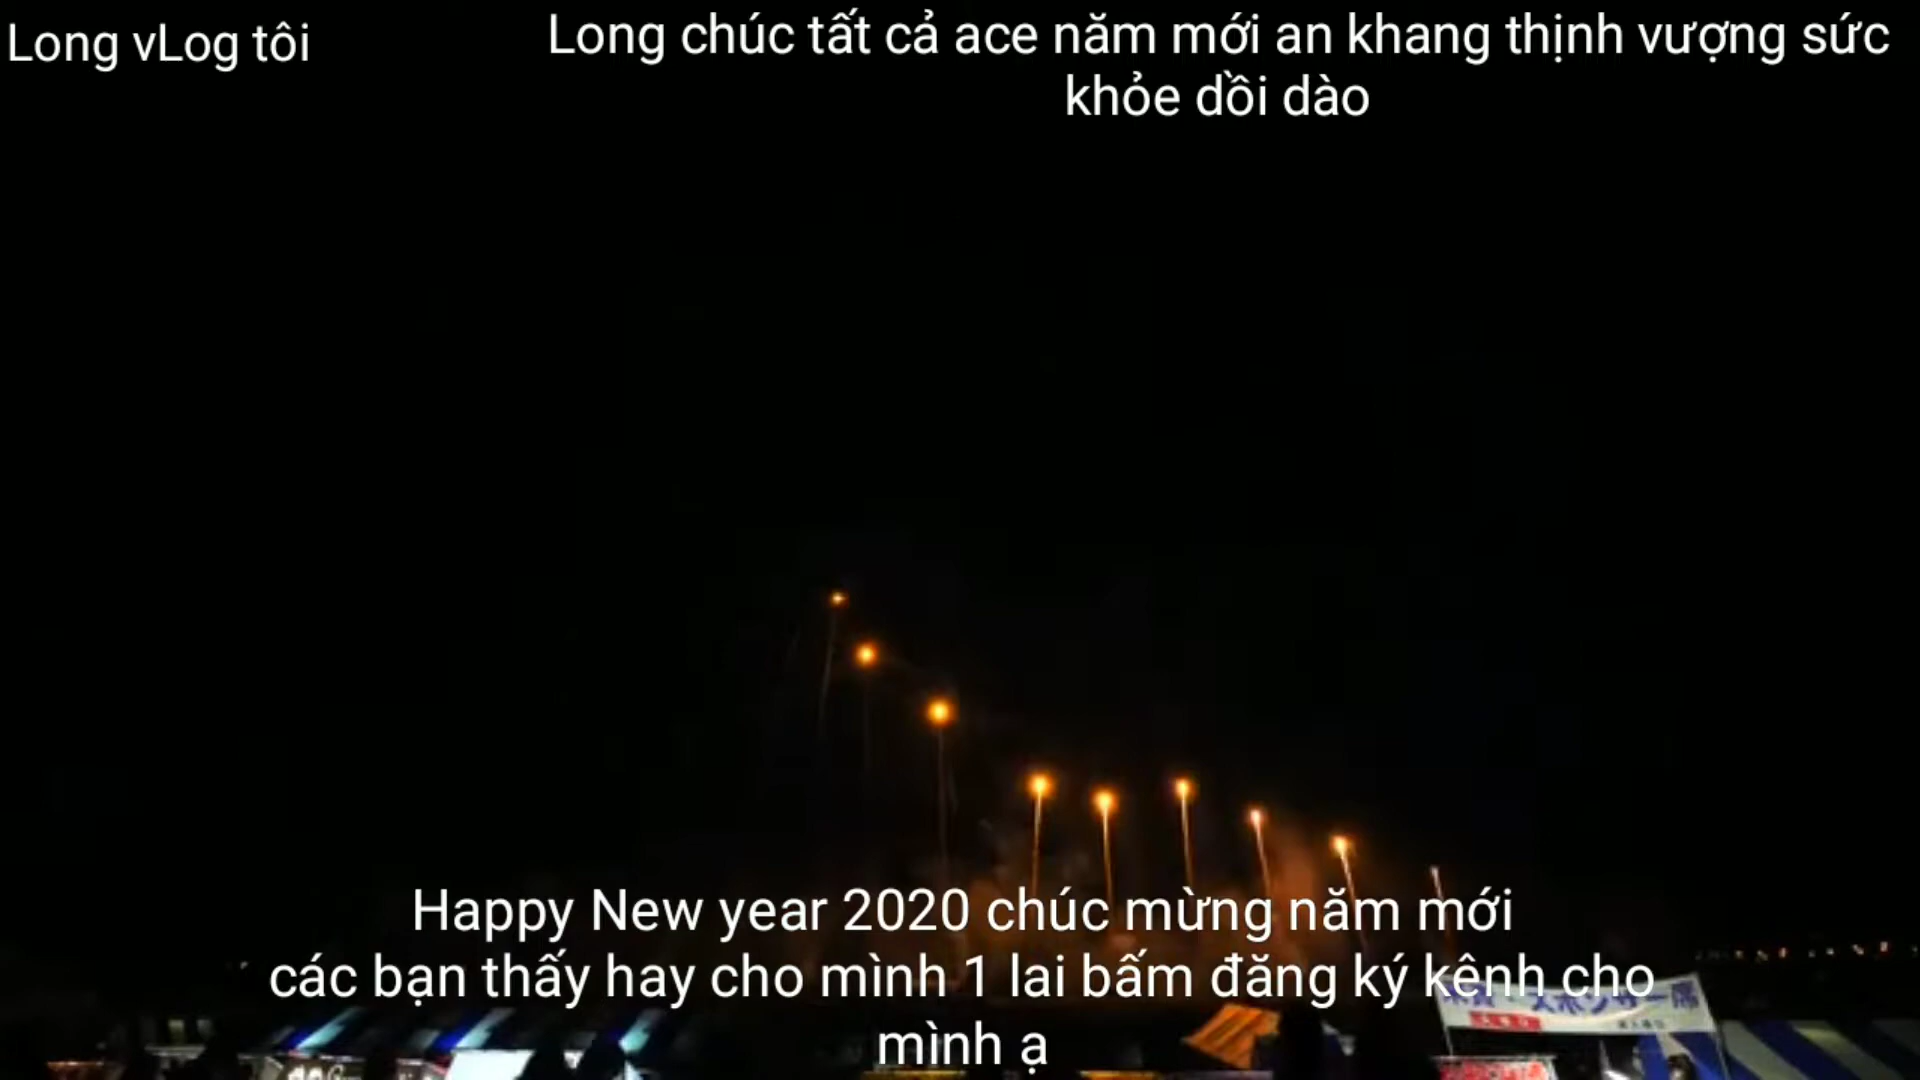 Long vLog tôi
Long chúc tất cả ace năm mới an khang thịnh vượng sức
khỏe dồi dào
Happy New year 2020 chúc mừng năm mới
các bạn thấy hay cho mình 1 lai bấm đăng ký kênh cho
mình ạ